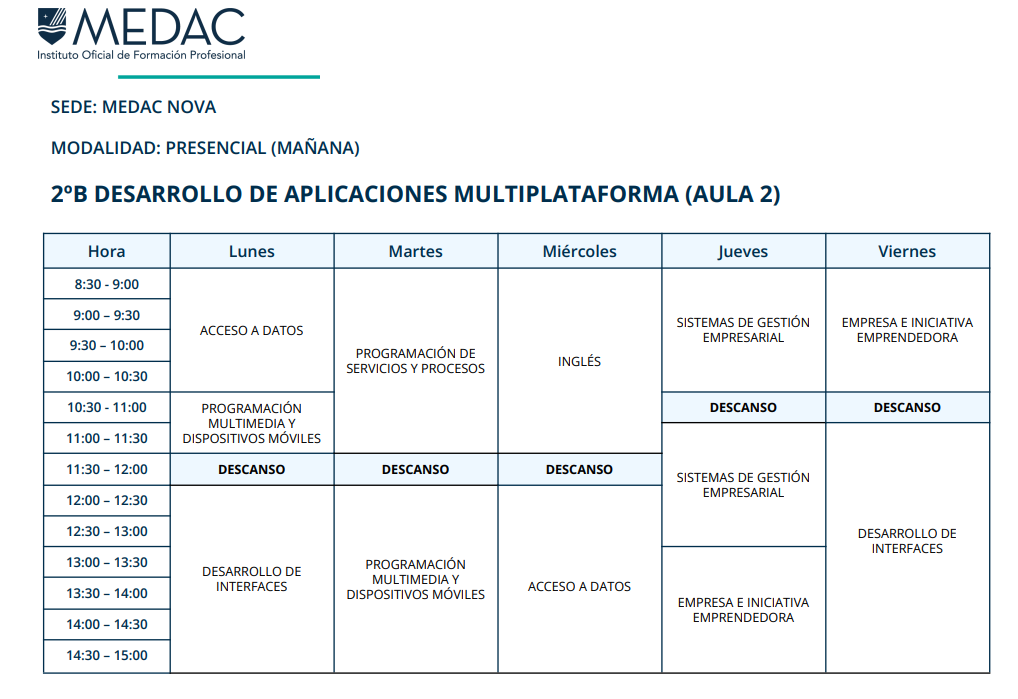 MEDAC
Instituto Oficial de Formación Profesional
SEDE: MEDAC NOVA
MODALIDAD: PRESENCIAL (MAÑANA)
2ºB DESARROLLO DE APLICACIONES MULTIPLATAFORMA (AULA 2)
Hora Lunes Martes Miércoles Jueves Viernes
8:30 - 9:00
9:00 – 9:30
9:30 – 10:00
10:00 – 10:30
10:30 - 11:00
11:00 – 11:30
11:30 – 12:00
12:00 – 12:30
12:30 – 13:00
13:00 – 13:30
13:30 – 14:00
14:00 – 14:30
14:30 – 15:00
ACCESO A DATOS
PROGRAMACIÓN
MULTIMEDIA Y
DISPOSITIVOS MÓVILES
DESCANSO
DESARROLLO DE
INTERFACES
PROGRAMACIÓN DE
SERVICIOS Y PROCESOS
DESCANSO
PROGRAMACIÓN
MULTIMEDIA Y
DISPOSITIVOS MÓVILES
INGLÉS
DESCANSO
ACCESO A DATOS
SISTEMAS DE GESTIÓN
EMPRESARIAL
DESCANSO
SISTEMAS DE GESTIÓN
EMPRESARIAL
EMPRESA E INICIATIVA
EMPRENDEDORA
EMPRESA E INICIATIVA
EMPRENDEDORA
DESCANSO
DESARROLLO DE
INTERFACES